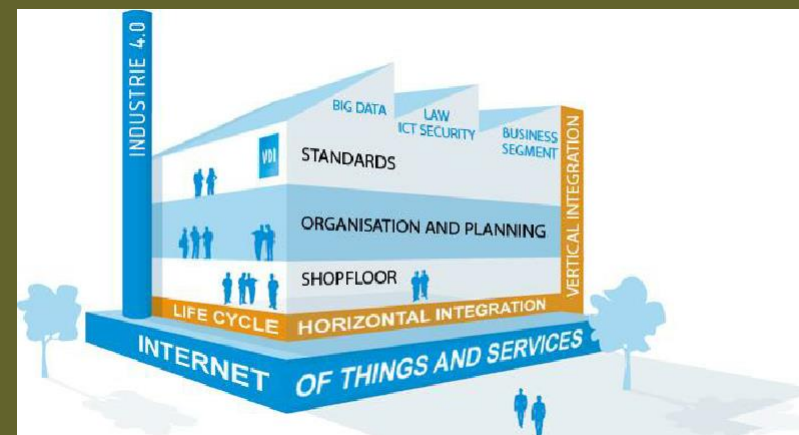 INDUSTRIE 4.0
BIG DATA
LAW
ICT SECURITY
BUSINESS
SEGMENT
VDI
STANDARDS
ORGANISATION AND PLANNING
SHOPFLOOR
VERTICAL INTEGRATION
LIFE CYCLE
HORIZONTAL INTEGRATION
INTERNET
OF THINGS AND SERVICES